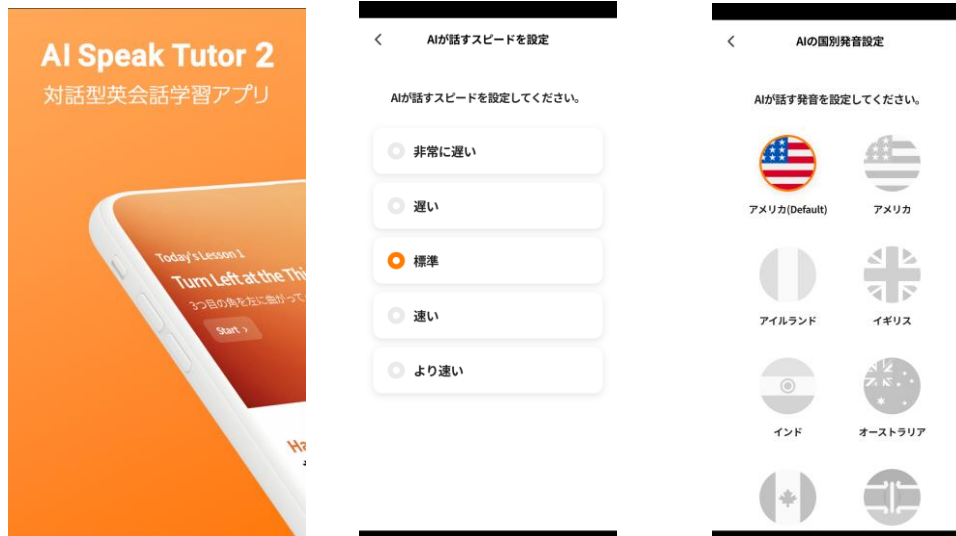 AI Speak Tutor 2
対話型英会話学習アプリ
Today's Lesson 1
Turn Left at the Thi
3つ目の角を左に曲がって
Start >
Ha
AIが話すスピードを設定
AIが話すスピードを設定してください。
非常に遅い
遅い
標準
速い
より速い
AIの国別発音設定
AIが話す発音を設定してください。
アメリカ(Default)
アメリカ
アイルランド
イギリス
インド
オーストラリア